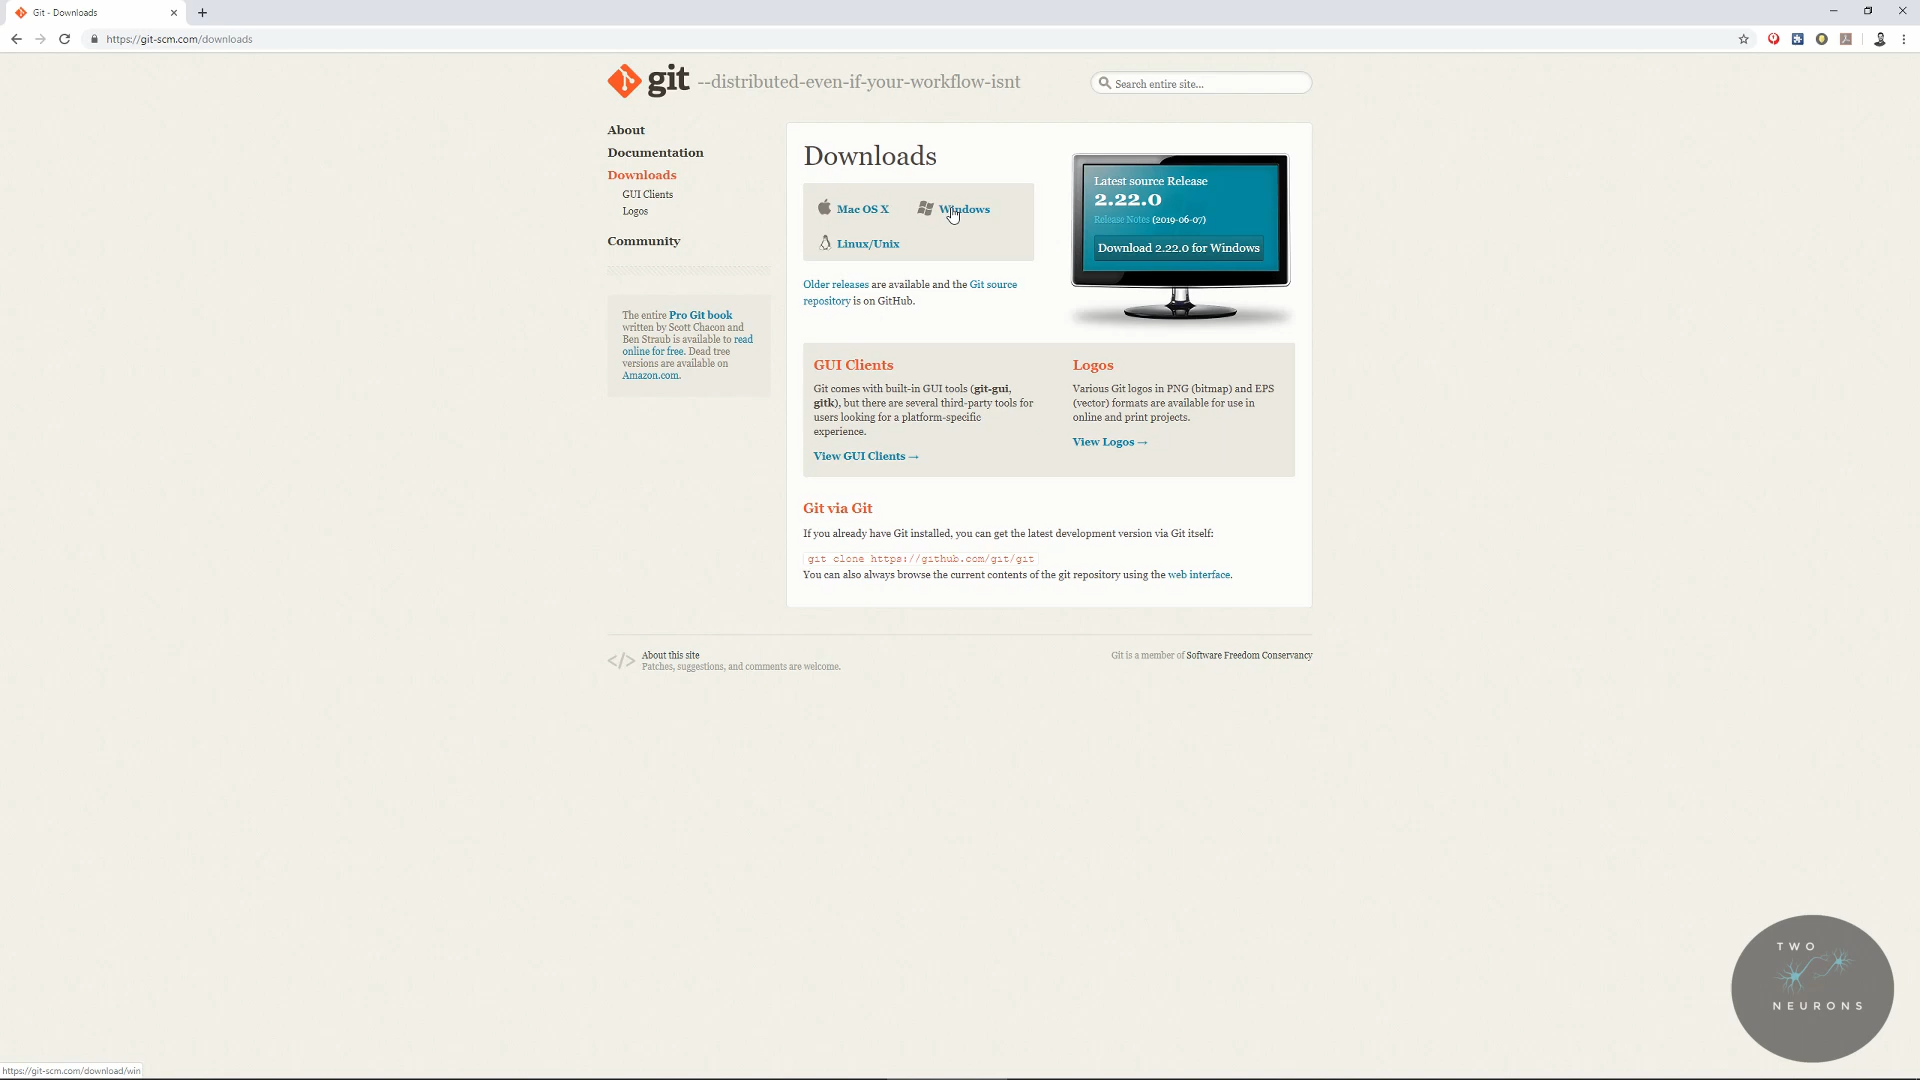 Git - Downloads
https://git-scm.com/downloads
git --distributed-even-if-your-workflow-isnt
Search entire site...
About
Documentation
Downloads
GUI Clients
Logos
Community
The entire Pro Git book
written by Scott Chacon and
Ben Straub is available to read
online for free. Dead tree
versions are available on
Amazon.com.
Downloads
Mac OS X
Windows
Linux/Unix
Older releases are available and the Git source
repository is on GitHub.
Latest source Release
2.22.0
Release Notes (2019-06-07)
Download 2.22.0 for Windows
GUI Clients
Git comes with built-in GUI tools (git-gui,
gitk), but there are several third-party tools for
users looking for a platform-specific
experience.
View GUI Clients →
Logos
Various Git logos in PNG (bitmap) and EPS
(vector) formats are available for use in
online and print projects.
View Logos →
Git via Git
If you already have Git installed, you can get the latest development version via Git itself:
git clone https://github.com/git/git
You can also always browse the current contents of the git repository using the web interface.
</> About this site
Patches, suggestions, and comments are welcome.
Git is a member of Software Freedom Conservancy
TWO
NEURONS
https://git-scm.com/download/win